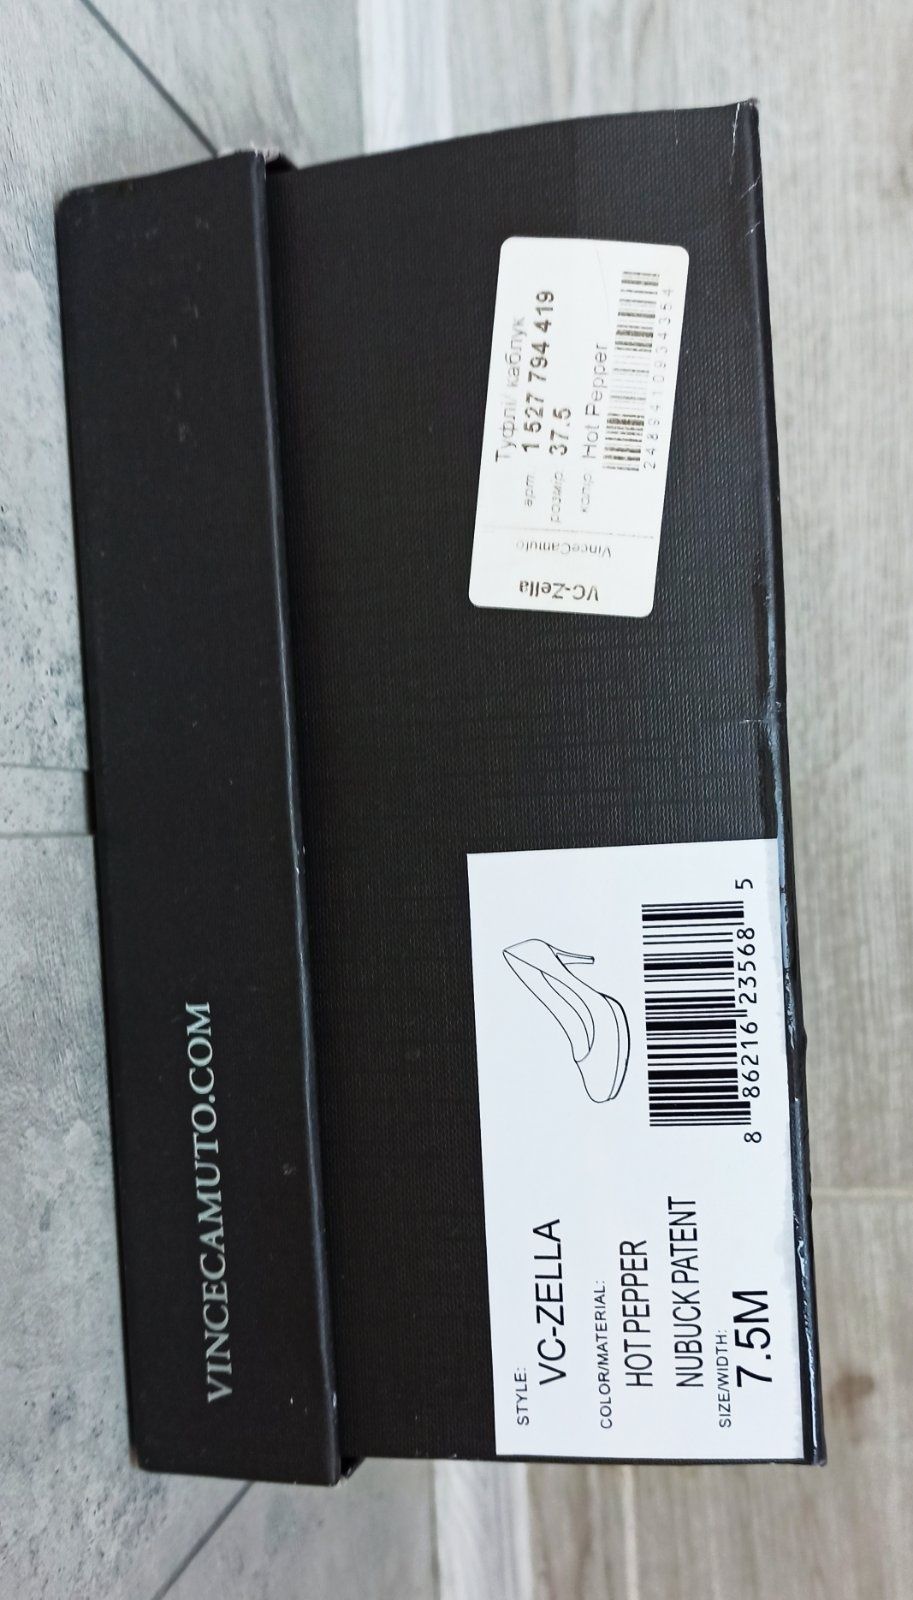 VINCECAMUTO.COM
STYLE:
VC-ZELLA
COLOR/MATERIAL:
HOT PEPPER
NUBUCK PATENT
SIZE/WIDTH:
7.5M
8 86216 23568 5
Туфлі/ каблук
арт 1 527 794 419
розмір 37.5
колір Hot Pepper
2489410934354
VinceCamuto
VC-Zella